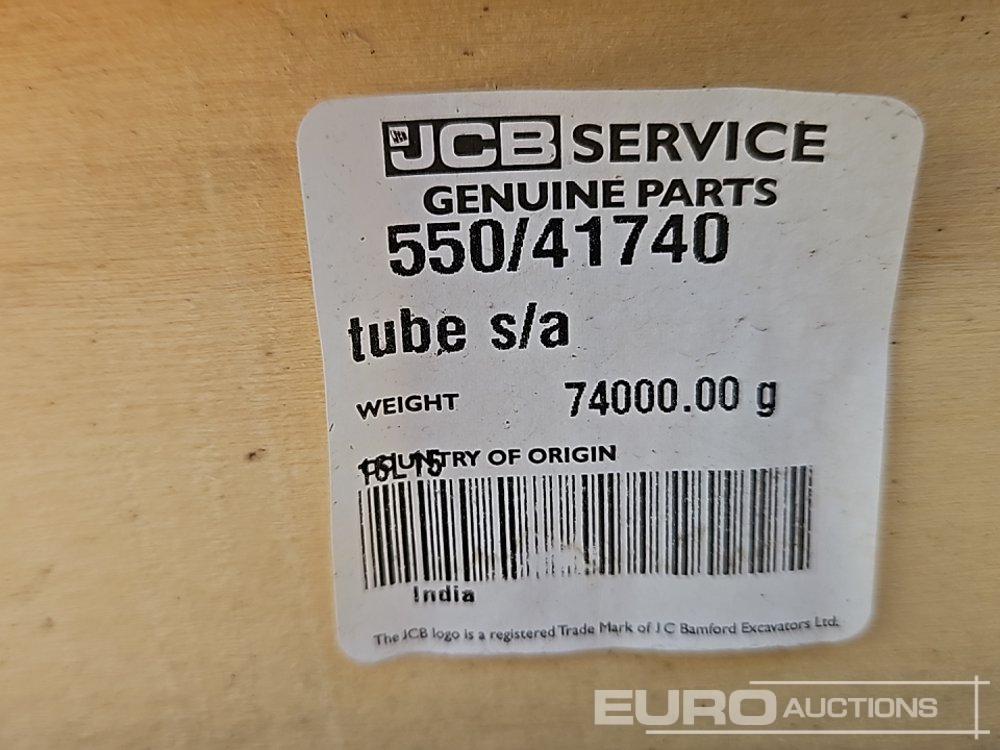 JCB JCB SERVICE
GENUINE PARTS
550/41740
tube s/a
WEIGHT 74000.00 g
COUNTRY OF ORIGIN
India
The JCB logo is a registered Trade Mark of J C Bamford Excavators Ltd.
EURO AUCTIONS